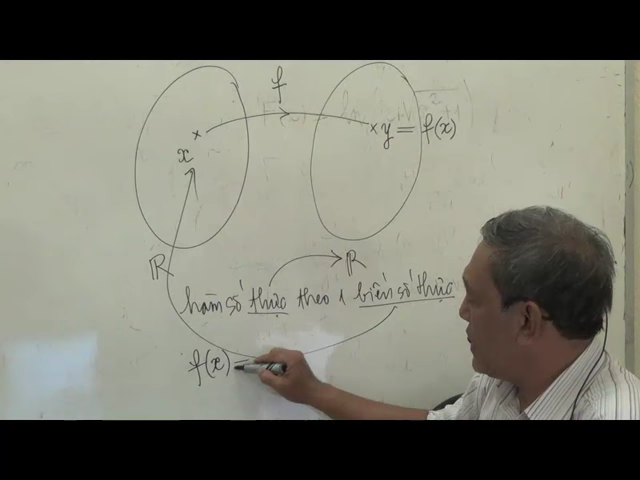 f
x × × y = f(x)
ℝ ℝ
hàm số thực theo 1 biến số thực
f(x) =